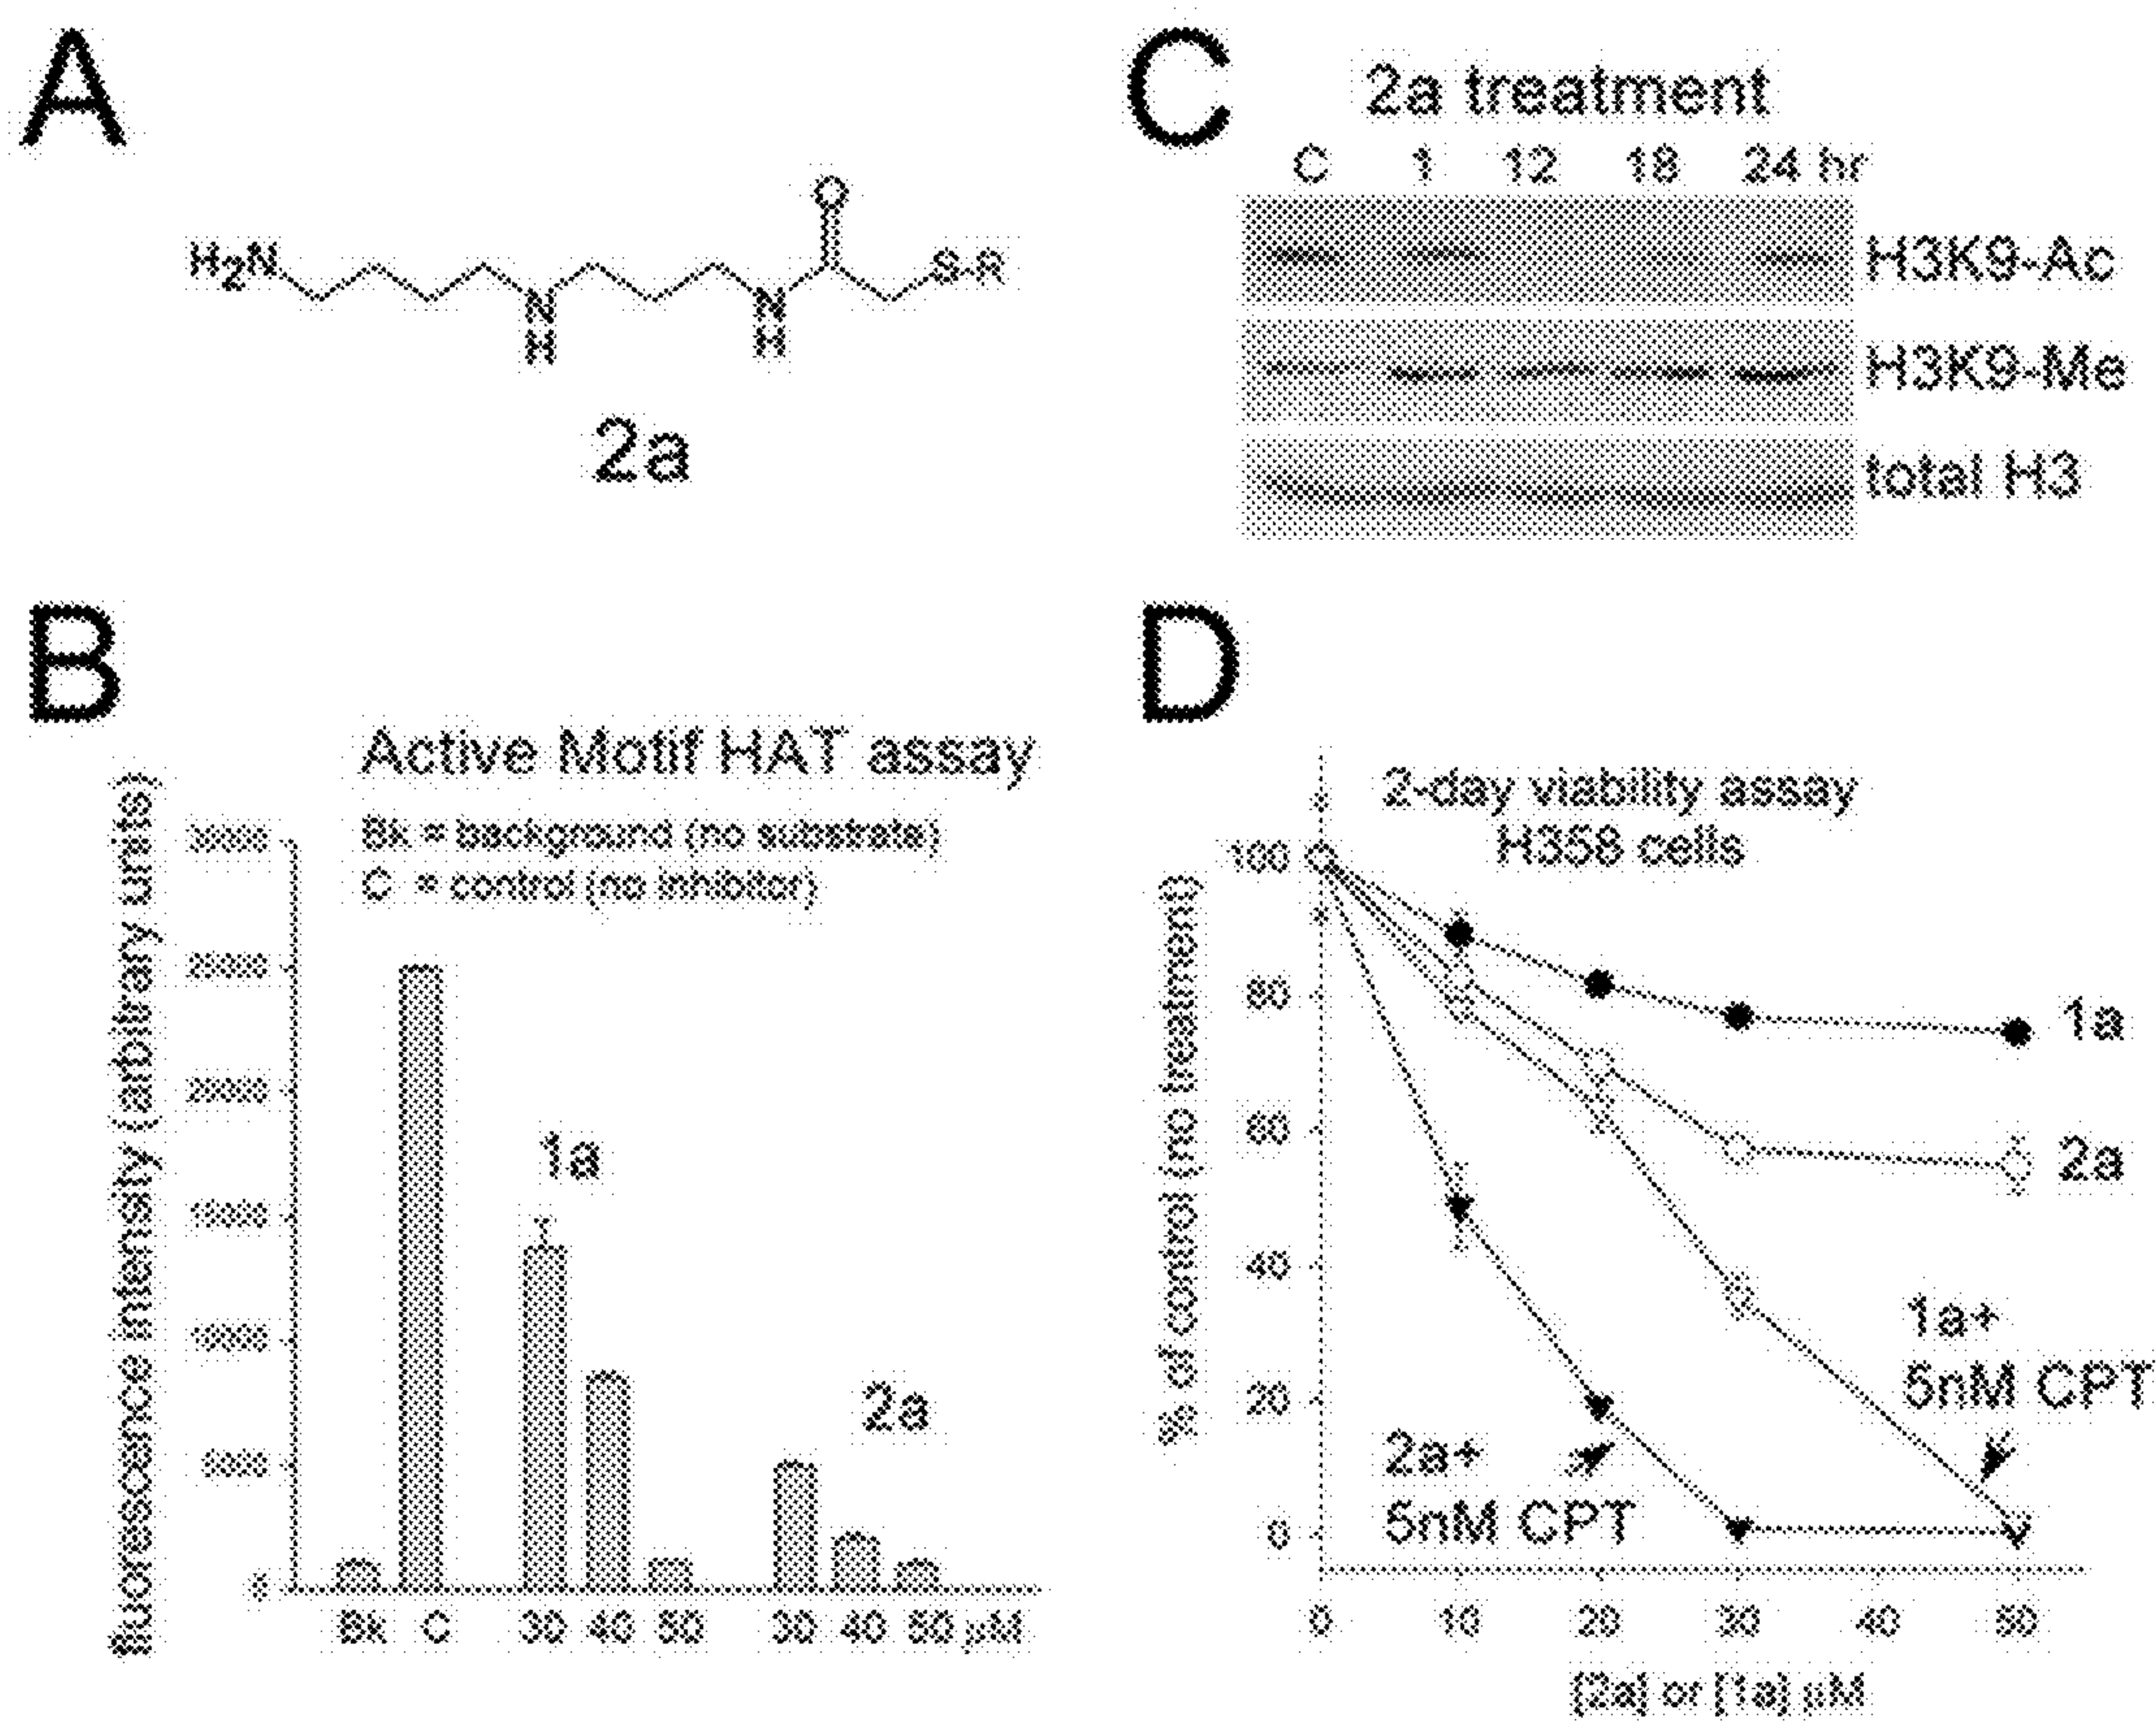 A
H2N
N
H
N
H
O
S-R
2a
B
Active Motif HAT assay
Bk = background (no substrate)
C = control (no inhibitor)
fluorescence intensity (arbitrary units)
1a
2a
Bk C 30 40 50 30 40 50 µM
C
2a treatment
C 1 12 18 24 hr
H3K9-Ac
H3K9-Me
total H3
D
2-day viability assay
H358 cells
% of control (no treatment)
100
80
60
40
20
0
1a
2a
1a+
5nM CPT
2a+
5nM CPT
0 10 20 30 40 50
[2a] or [1a] µM